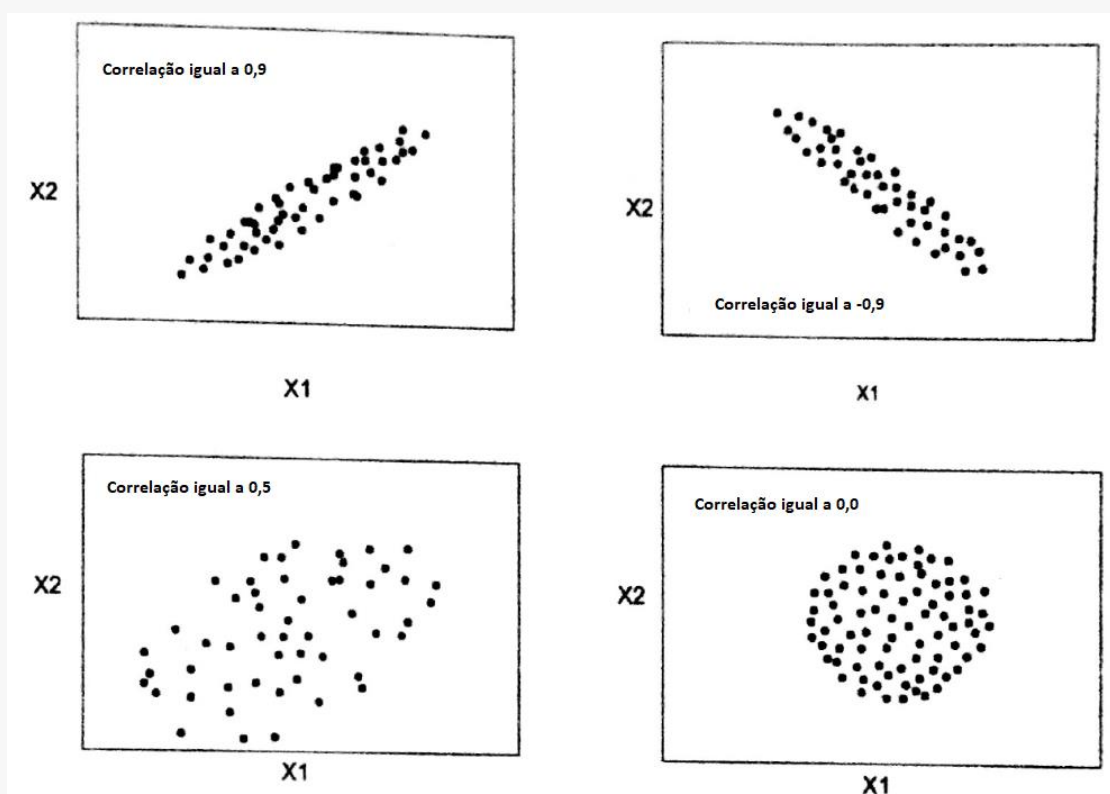 Correlação igual a 0,9
X2
X1
Correlação igual a -0,9
X2
X1
Correlação igual a 0,5
X2
X1
Correlação igual a 0,0
X2
X1